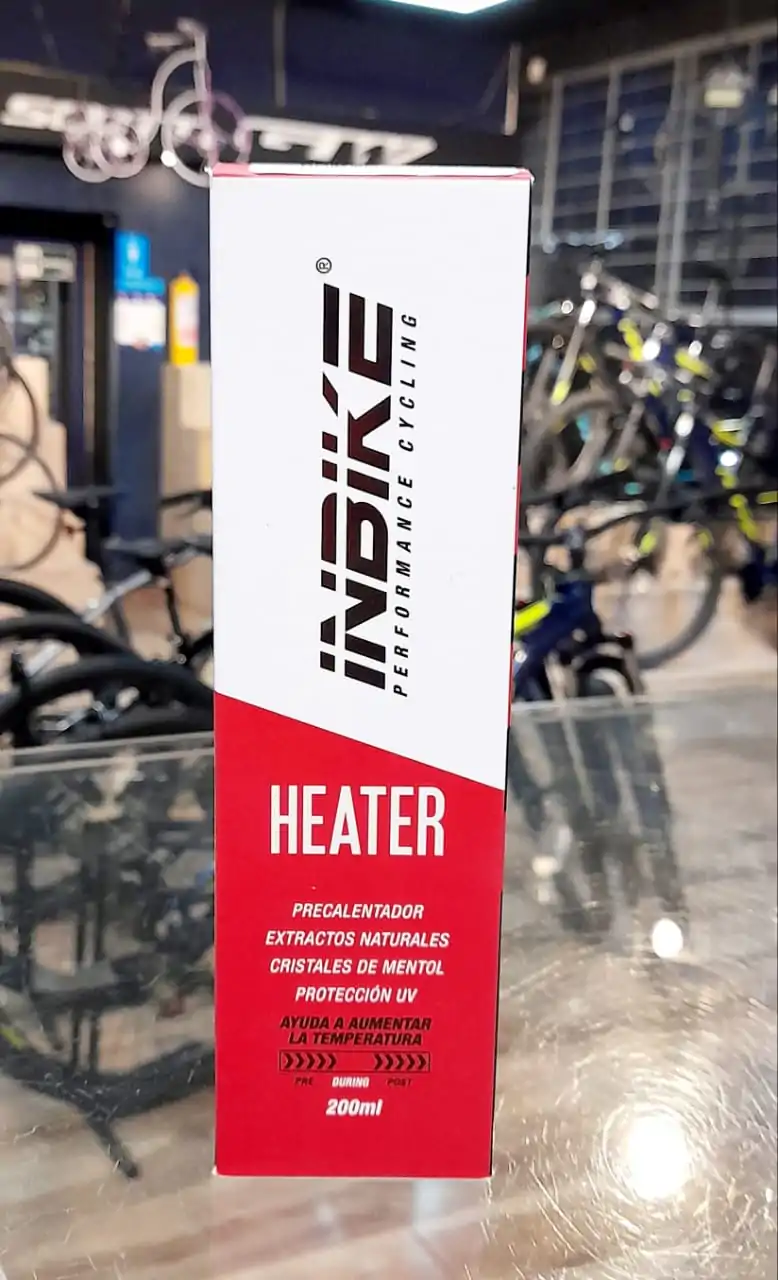 INBIKE®
PERFORMANCE CYCLING
HEATER
PRECALENTADOR
EXTRACTOS NATURALES
CRISTALES DE MENTOL
PROTECCIÓN UV
AYUDA A AUMENTAR
LA TEMPERATURA
PRE DURING POST
200ml